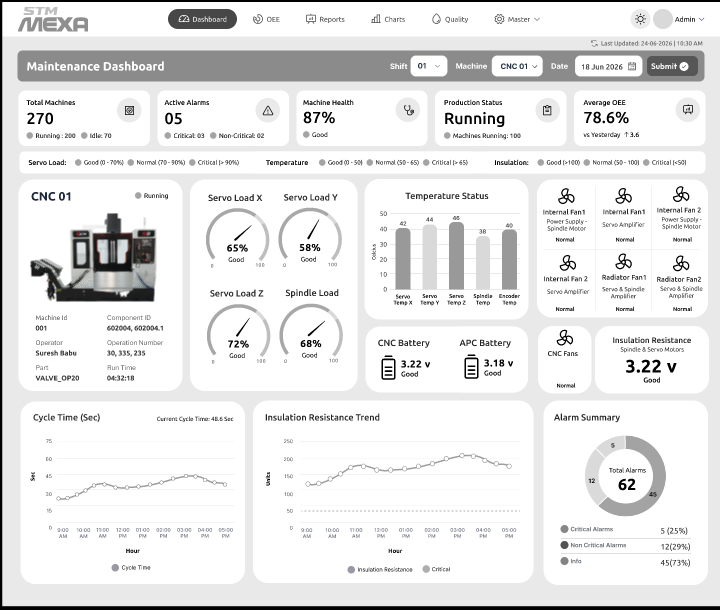 STM
MEXA
Dashboard
OEE
Reports
Charts
Quality
Master
Admin
Last Updated: 24-06-2026 | 10:30 AM
Maintenance Dashboard
Shift
01
Machine
CNC 01
Date
18 Jun 2026
Submit
Total Machines
270
Running : 200
Idle: 70
Active Alarms
05
Critical: 03
Non-Critical: 02
Machine Health
87%
Good
Production Status
Running
Machines Running: 100
Average OEE
78.6%
vs Yesterday ↑ 3.6
Servo Load:
Good (0 - 70%)
Normal (70 - 90%)
Critical (> 90%)
Temperature
Good (0 - 50)
Normal (50 - 65)
Critical (> 65)
Insulation:
Good (>100)
Normal (50 - 100)
Critical (<50)
CNC 01
Running
Machine Id
001
Component ID
602004, 602004.1
Operator
Suresh Babu
Operation Number
30, 335, 235
Part
VALVE_OP20
Run Time
04:32:18
Servo Load X
65%
Good
0
100
Servo Load Y
58%
Good
0
100
Servo Load Z
72%
Good
0
100
Spindle Load
68%
Good
0
100
Temperature Status
Celcius
50
40
30
20
10
0
42
44
46
38
40
Servo
Temp X
Servo
Temp Y
Servo
Temp Z
Spindle
Temp
Encoder
Temp
CNC Battery
3.22 v
Good
APC Battery
3.18 v
Good
Internal Fan1
Power Supply -
Spindle Motor
Normal
Internal Fan1
Servo Amplifier
Normal
Internal Fan 2
Power Supply -
Spindle Motor
Normal
Internal Fan 2
Servo Amplifier
Normal
Radiator Fan1
Servo & Spindle
Amplifier
Normal
Radiator Fan2
Servo & Spindle
Amplifier
Normal
CNC Fans
Normal
Insulation Resistance
Spindle & Servo Motors
3.22 v
Good
Cycle Time (Sec)
Current Cycle Time: 48.6 Sec
Sec
75
60
45
30
15
0
9:00
AM
10:00
AM
11:00
AM
12:00
PM
01:00
PM
02:00
PM
03:00
PM
04:00
PM
05:00
PM
Hour
Cycle Time
Insulation Resistance Trend
Units
250
200
150
100
50
0
9:00
AM
10:00
AM
11:00
AM
12:00
PM
01:00
PM
02:00
PM
03:00
PM
04:00
PM
05:00
PM
Hour
Insulation Resistance
Critical
Alarm Summary
5
12
45
Total Alarms
62
Critical Alarms
5 (25%)
Non Critical Alarms
12(29%)
Info
45(73%)